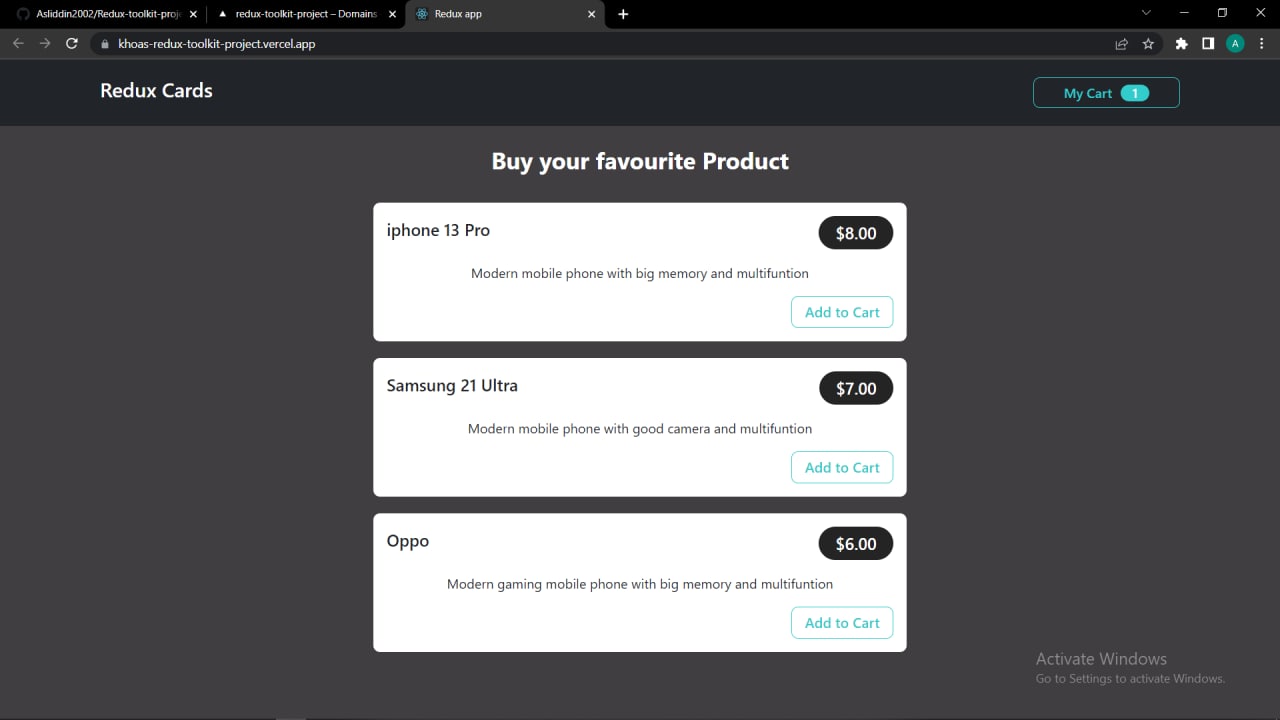 Asliddin2002/Redux-toolkit-proj
redux-toolkit-project – Domains
Redux app
khoas-redux-toolkit-project.vercel.app
A
Redux Cards
My Cart 1
Buy your favourite Product
iphone 13 Pro
$8.00
Modern mobile phone with big memory and multifuntion
Add to Cart
Samsung 21 Ultra
$7.00
Modern mobile phone with good camera and multifuntion
Add to Cart
Oppo
$6.00
Modern gaming mobile phone with big memory and multifuntion
Add to Cart
Activate Windows
Go to Settings to activate Windows.